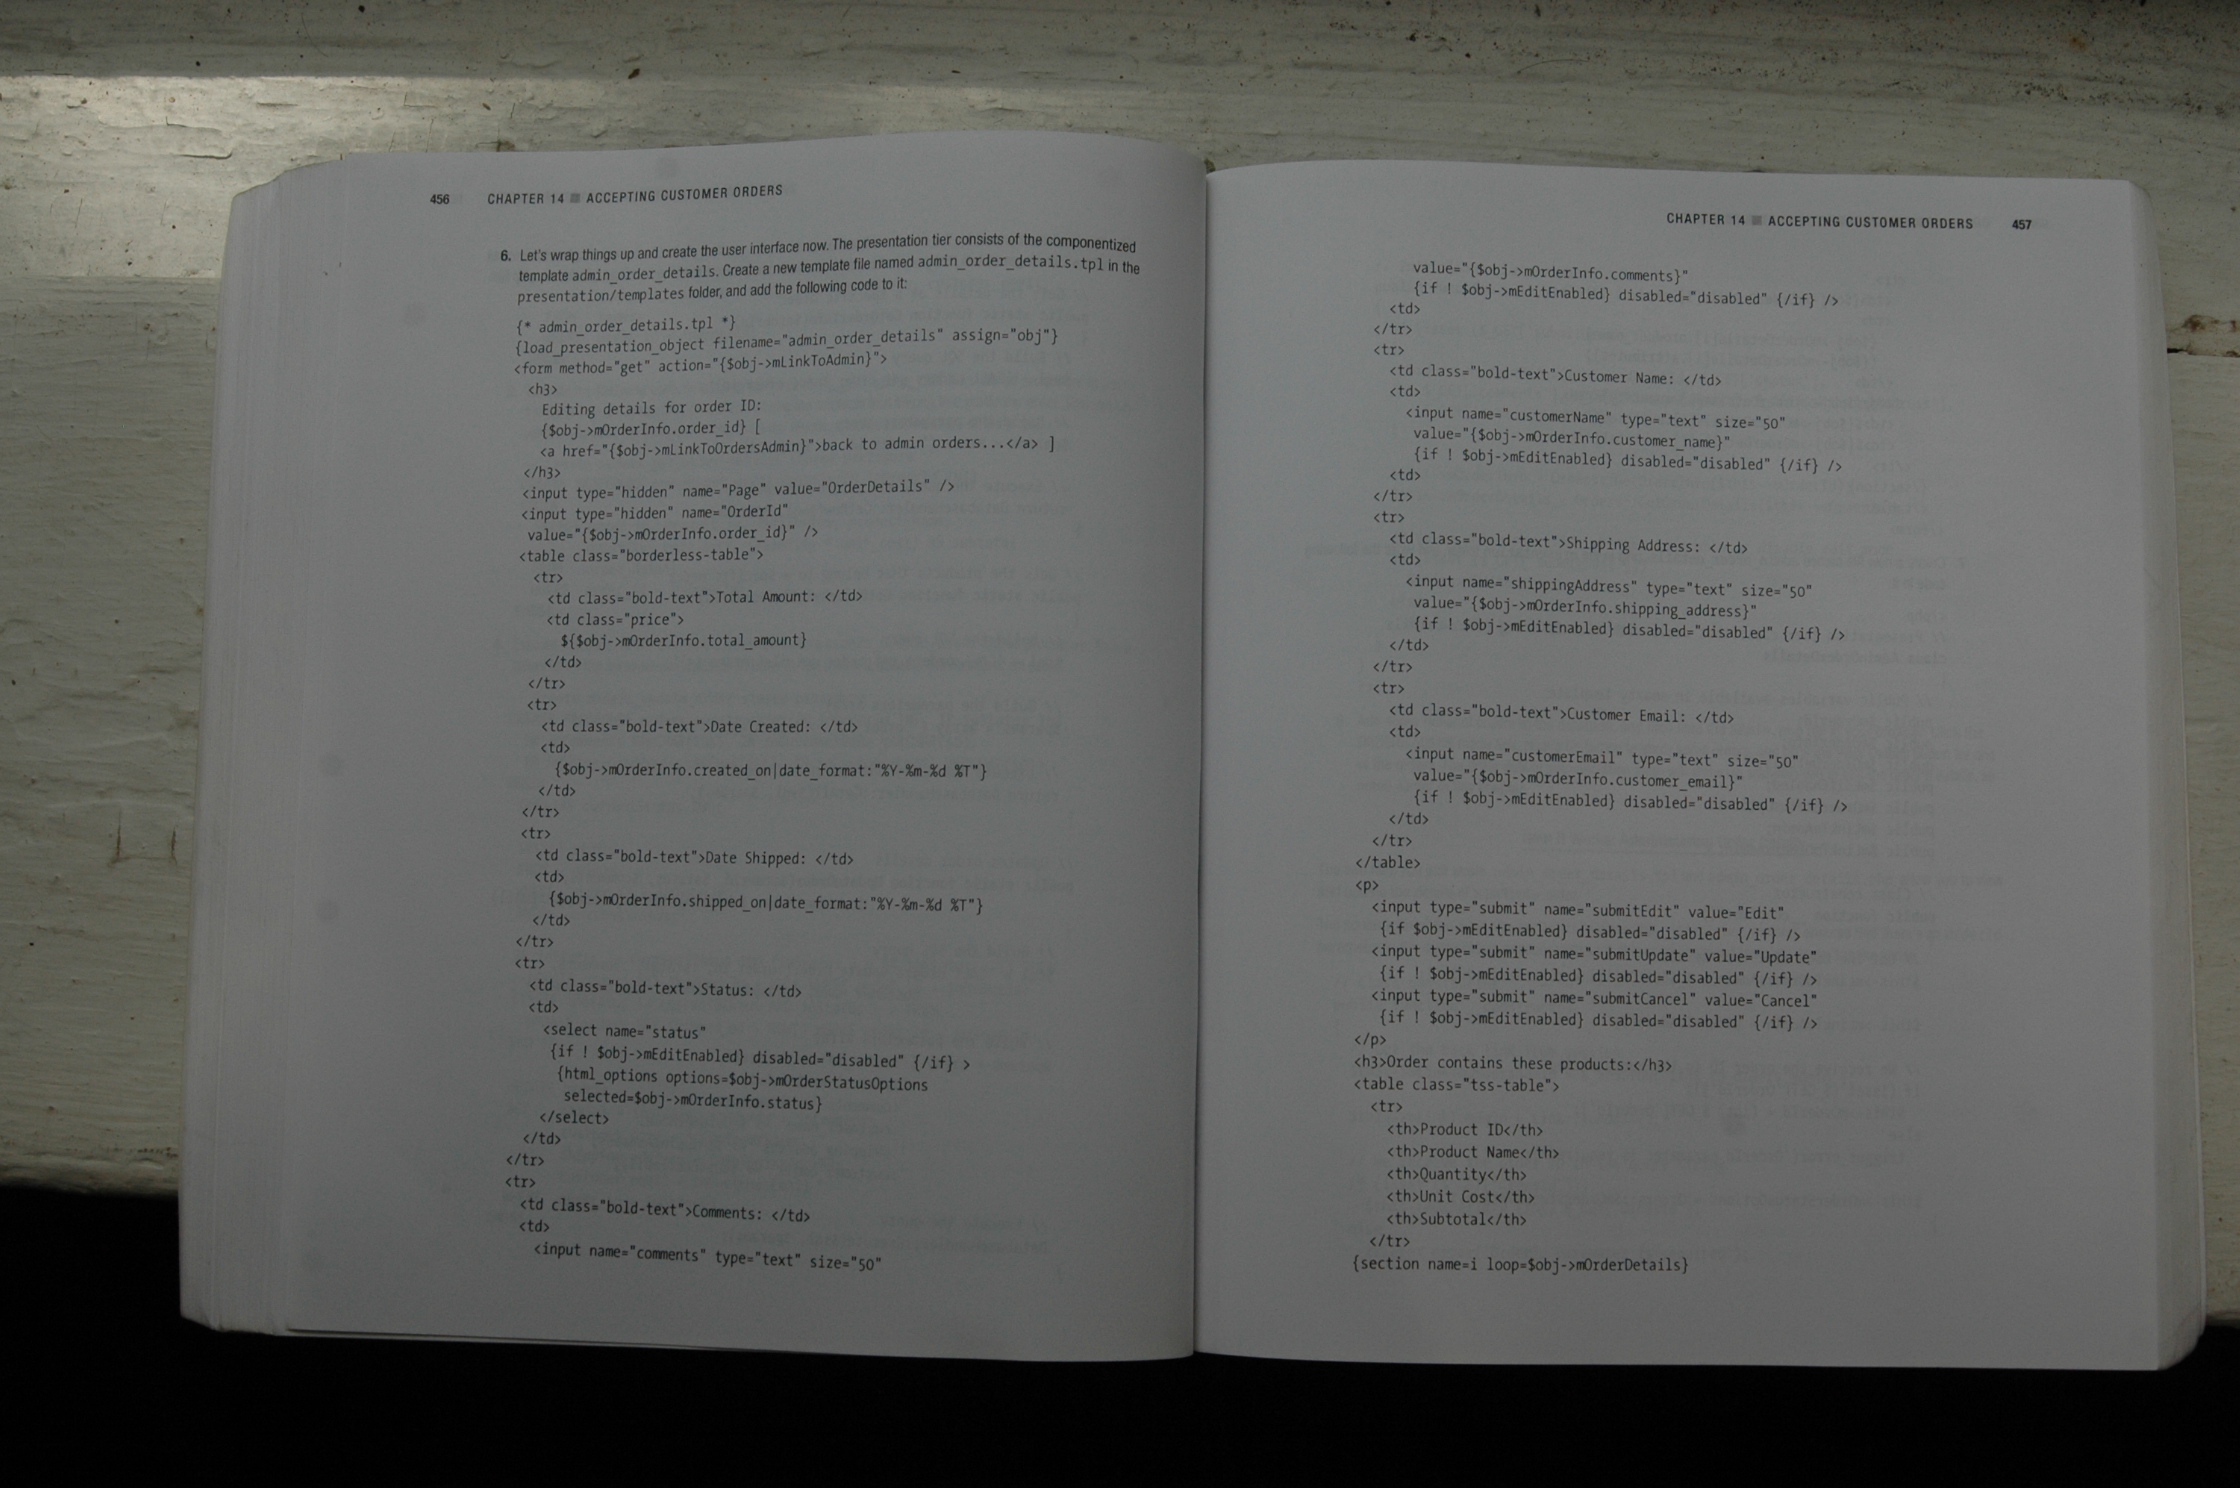 456 CHAPTER 14 ■ ACCEPTING CUSTOMER ORDERS
6. Let's wrap things up and create the user interface now. The presentation tier consists of the componentized
template admin_order_details. Create a new template file named admin_order_details.tpl in the
presentation/templates folder, and add the following code to it:
{* admin_order_details.tpl *}
{load_presentation_object filename="admin_order_details" assign="obj"}
<form method="get" action="{$obj->mLinkToAdmin}">
<h3>
Editing details for order ID:
{$obj->mOrderInfo.order_id} [
<a href="{$obj->mLinkToOrdersAdmin}">back to admin orders...</a> ]
</h3>
<input type="hidden" name="Page" value="OrderDetails" />
<input type="hidden" name="OrderId"
value="{$obj->mOrderInfo.order_id}" />
<table class="borderless-table">
<tr>
<td class="bold-text">Total Amount: </td>
<td class="price">
${$obj->mOrderInfo.total_amount}
</td>
</tr>
<tr>
<td class="bold-text">Date Created: </td>
<td>
{$obj->mOrderInfo.created_on|date_format:"%Y-%m-%d %T"}
</td>
</tr>
<tr>
<td class="bold-text">Date Shipped: </td>
<td>
{$obj->mOrderInfo.shipped_on|date_format:"%Y-%m-%d %T"}
</td>
</tr>
<tr>
<td class="bold-text">Status: </td>
<td>
<select name="status"
{if ! $obj->mEditEnabled} disabled="disabled" {/if} >
{html_options options=$obj->mOrderStatusOptions
selected=$obj->mOrderInfo.status}
</select>
</td>
</tr>
<tr>
<td class="bold-text">Comments: </td>
<td>
<input name="comments" type="text" size="50"
CHAPTER 14 ■ ACCEPTING CUSTOMER ORDERS 457
value="{$obj->mOrderInfo.comments}"
{if ! $obj->mEditEnabled} disabled="disabled" {/if} />
<td>
</tr>
<tr>
<td class="bold-text">Customer Name: </td>
<td>
<input name="customerName" type="text" size="50"
value="{$obj->mOrderInfo.customer_name}"
{if ! $obj->mEditEnabled} disabled="disabled" {/if} />
<td>
</tr>
<tr>
<td class="bold-text">Shipping Address: </td>
<td>
<input name="shippingAddress" type="text" size="50"
value="{$obj->mOrderInfo.shipping_address}"
{if ! $obj->mEditEnabled} disabled="disabled" {/if} />
</td>
</tr>
<tr>
<td class="bold-text">Customer Email: </td>
<td>
<input name="customerEmail" type="text" size="50"
value="{$obj->mOrderInfo.customer_email}"
{if ! $obj->mEditEnabled} disabled="disabled" {/if} />
</td>
</tr>
</table>
<p>
<input type="submit" name="submitEdit" value="Edit"
{if $obj->mEditEnabled} disabled="disabled" {/if} />
<input type="submit" name="submitUpdate" value="Update"
{if ! $obj->mEditEnabled} disabled="disabled" {/if} />
<input type="submit" name="submitCancel" value="Cancel"
{if ! $obj->mEditEnabled} disabled="disabled" {/if} />
</p>
<h3>Order contains these products:</h3>
<table class="tss-table">
<tr>
<th>Product ID</th>
<th>Product Name</th>
<th>Quantity</th>
<th>Unit Cost</th>
<th>Subtotal</th>
</tr>
{section name=i loop=$obj->mOrderDetails}